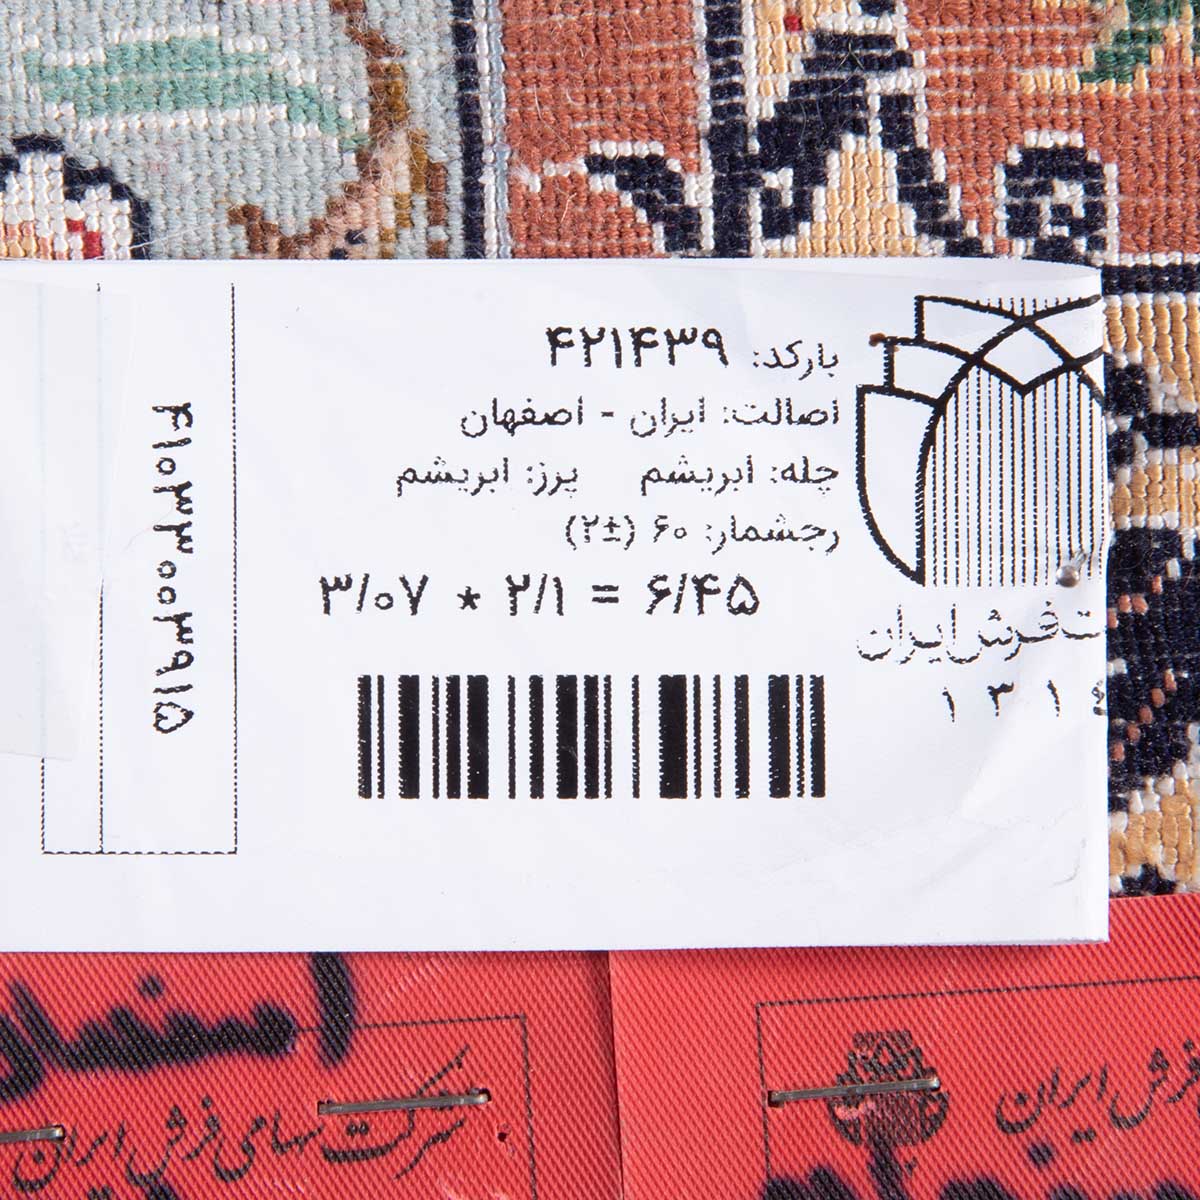 بارکد: ۴۲۱۴۳۹
اصالت: ایران - اصفهان
چله: ابریشم پرز: ابریشم
رجشمار: ۶۰ (±۲)
۳/۰۷ * ۲/۱ = ۶/۴۵
فرش ایران
۱۳۱
۴۱۰۳۳۰۰۳۹۱۱۵
شرکت سهامی فرش ایران
فرش ایران